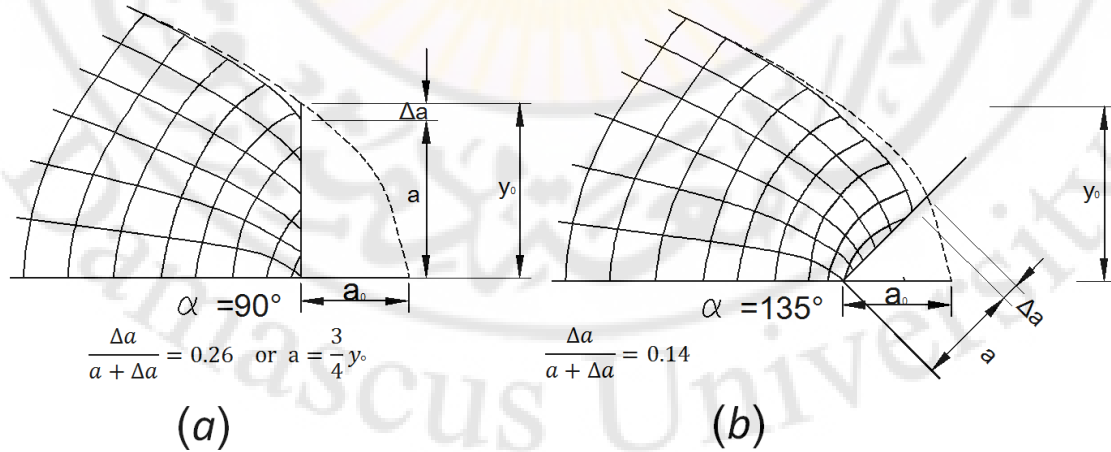 Δa
a
y₀
a₀
α =90°
Δa / a + Δa = 0.26 or a = 3/4 y₀
(a)
y₀
a₀
α =135°
Δa
a
Δa / a + Δa = 0.14
(b)
Damascus University